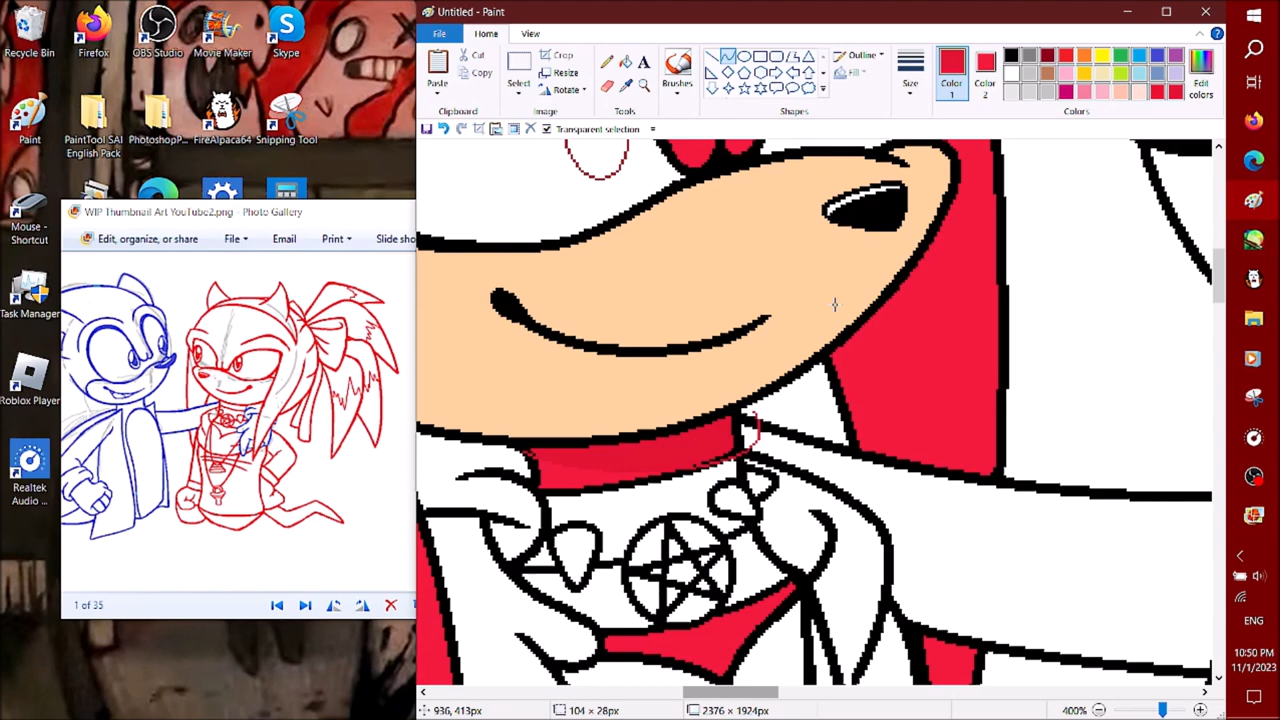 Recycle Bin
Firefox
OBS Studio
Movie Maker
Skype
Paint
PaintTool SAI
English Pack
PhotoshopP...
FireAlpaca64
Snipping Tool
Mouse -
Shortcut
Task Manager
Roblox Player
Realtek
Audio ...
WIP Thumbnail Art YouTube2.png - Photo Gallery
Edit, organize, or share
File
Email
Print
Slide sho
1 of 35
Untitled - Paint
File
Home
View
Paste
Cut
Copy
Clipboard
Select
Crop
Resize
Rotate
Image
A
Tools
Brushes
Outline
Fill
Shapes
Size
Color
1
Color
2
Edit
colors
Colors
Transparent selection
936, 413px
104 × 28px
2376 × 1924px
400%
ENG
10:50 PM
11/1/2023